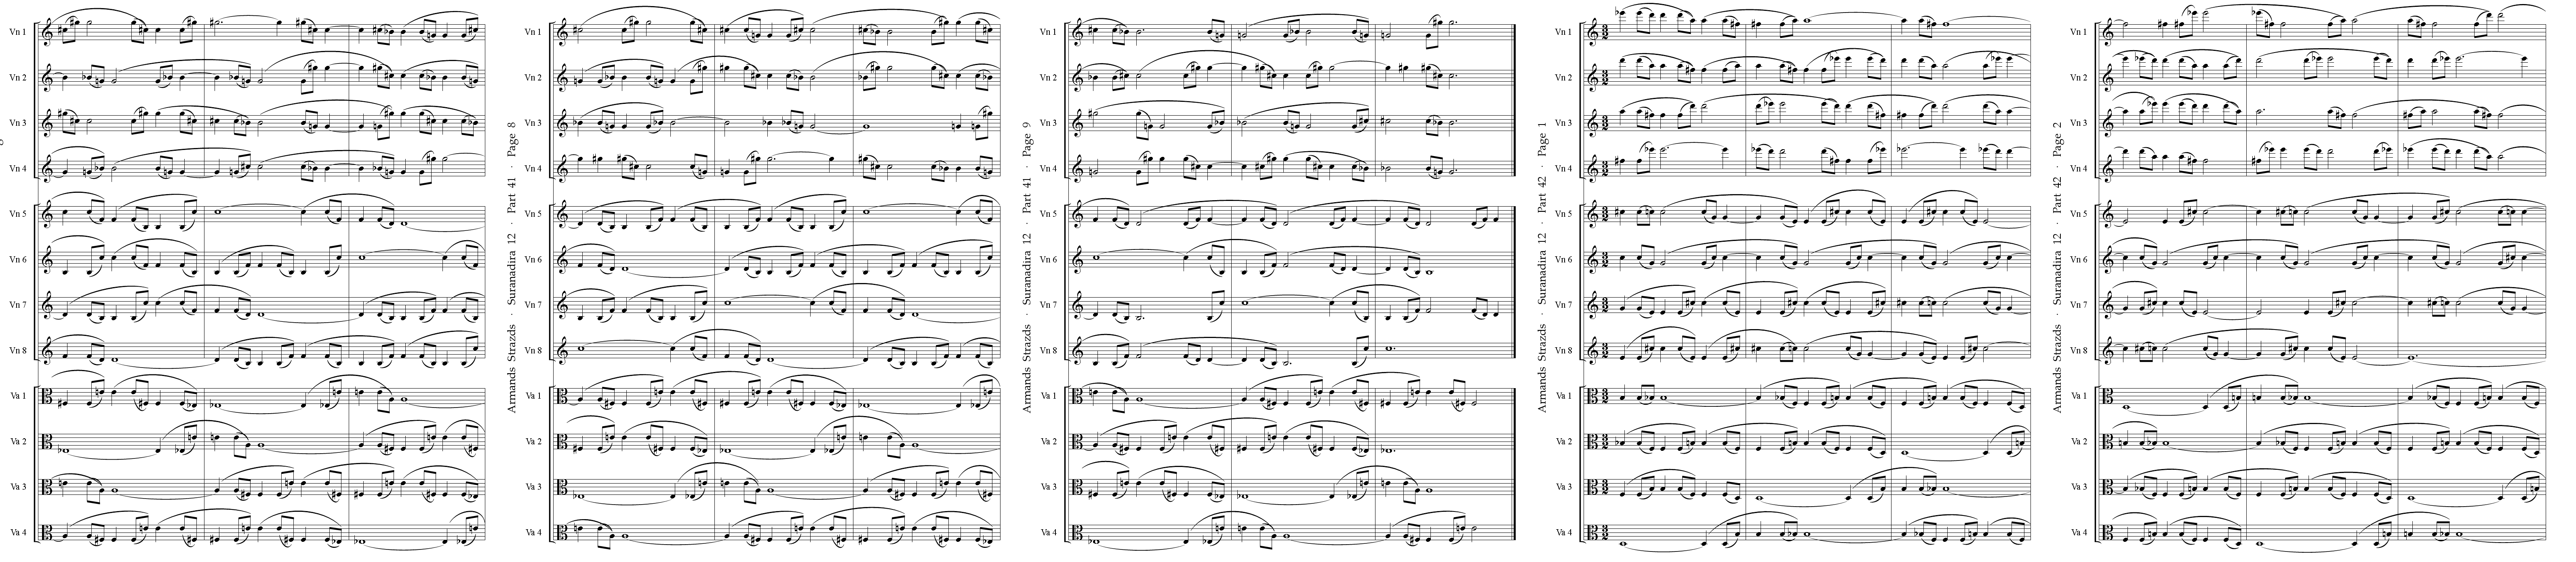 Vn 1
Vn 2
Vn 3
Vn 4
Vn 5
Vn 6
Vn 7
Vn 8
Va 1
Va 2
Va 3
Va 4
Armands Strazds · Suranadira 12 · Part 41 · Page 8
Vn 1
Vn 2
Vn 3
Vn 4
Vn 5
Vn 6
Vn 7
Vn 8
Va 1
Va 2
Va 3
Va 4
Armands Strazds · Suranadira 12 · Part 41 · Page 9
Vn 1
Vn 2
Vn 3
Vn 4
Vn 5
Vn 6
Vn 7
Vn 8
Va 1
Va 2
Va 3
Va 4
Armands Strazds · Suranadira 12 · Part 42 · Page 1
Vn 1
Vn 2
Vn 3
Vn 4
Vn 5
Vn 6
Vn 7
Vn 8
Va 1
Va 2
Va 3
Va 4
Armands Strazds · Suranadira 12 · Part 42 · Page 2
Vn 1
Vn 2
Vn 3
Vn 4
Vn 5
Vn 6
Vn 7
Vn 8
Va 1
Va 2
Va 3
Va 4